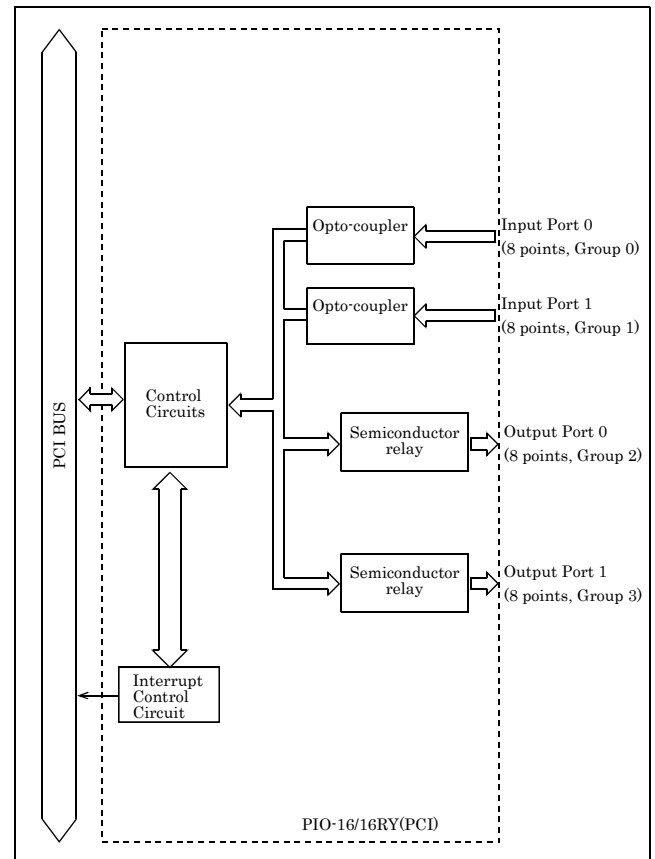 Opto-coupler
Input Port 0
(8 points, Group 0)
Opto-coupler
Input Port 1
(8 points, Group 1)
PCI BUS
Control
Circuits
Semiconductor
relay
Output Port 0
(8 points, Group 2)
Semiconductor
relay
Output Port 1
(8 points, Group 3)
Interrupt
Control
Circuit
PIO-16/16RY(PCI)